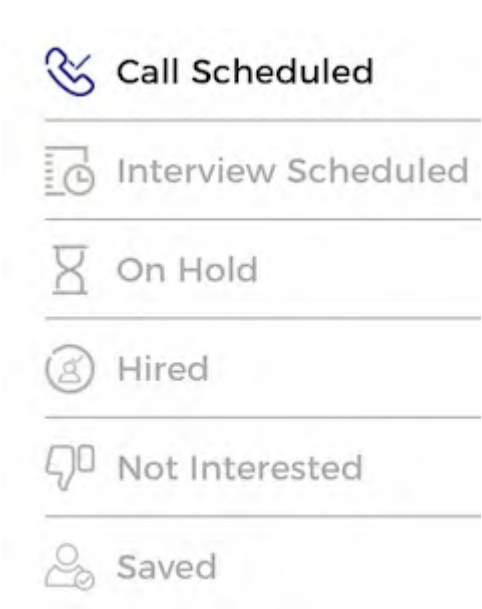 Call Scheduled
Interview Scheduled
On Hold
Hired
Not Interested
Saved